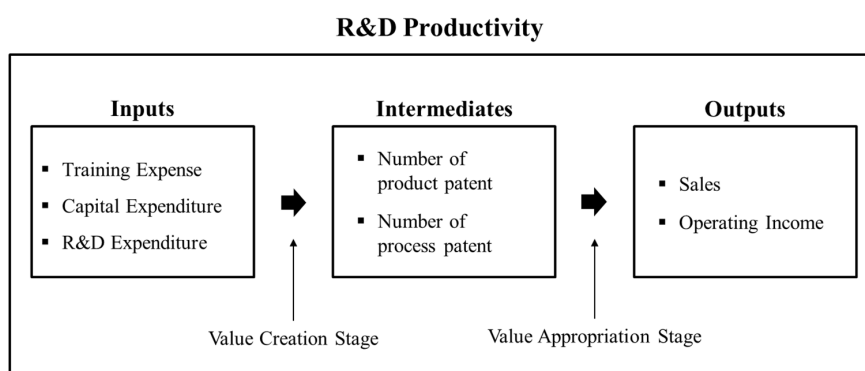 R&D Productivity
Inputs
Training Expense
Capital Expenditure
R&D Expenditure
Intermediates
Number of
product patent
Number of
process patent
Outputs
Sales
Operating Income
Value Creation Stage
Value Appropriation Stage